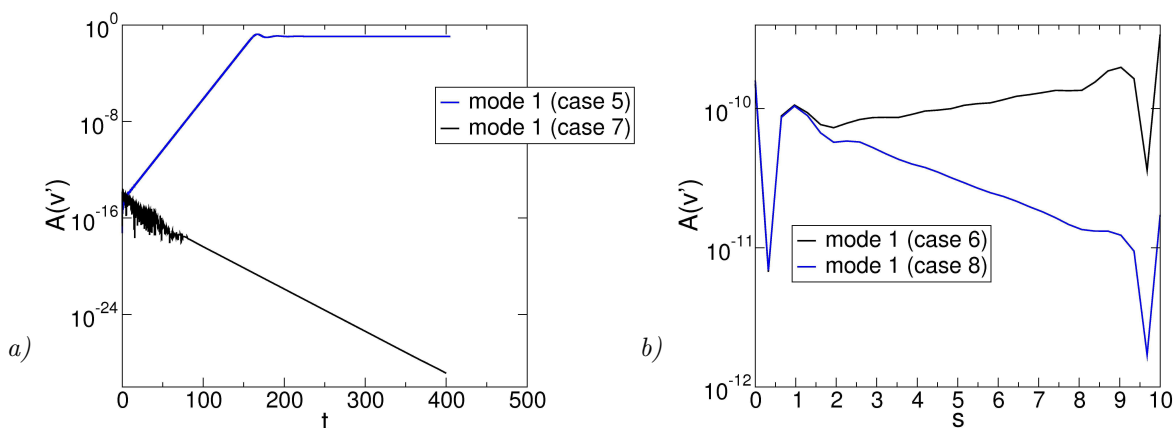 10^0
10^-8
10^-16
10^-24
A(v')
mode 1 (case 5)
mode 1 (case 7)
0 100 200 300 400 500
t
a)
10^-10
10^-11
10^-12
A(v')
mode 1 (case 6)
mode 1 (case 8)
0 1 2 3 4 5 6 7 8 9 10
s
b)